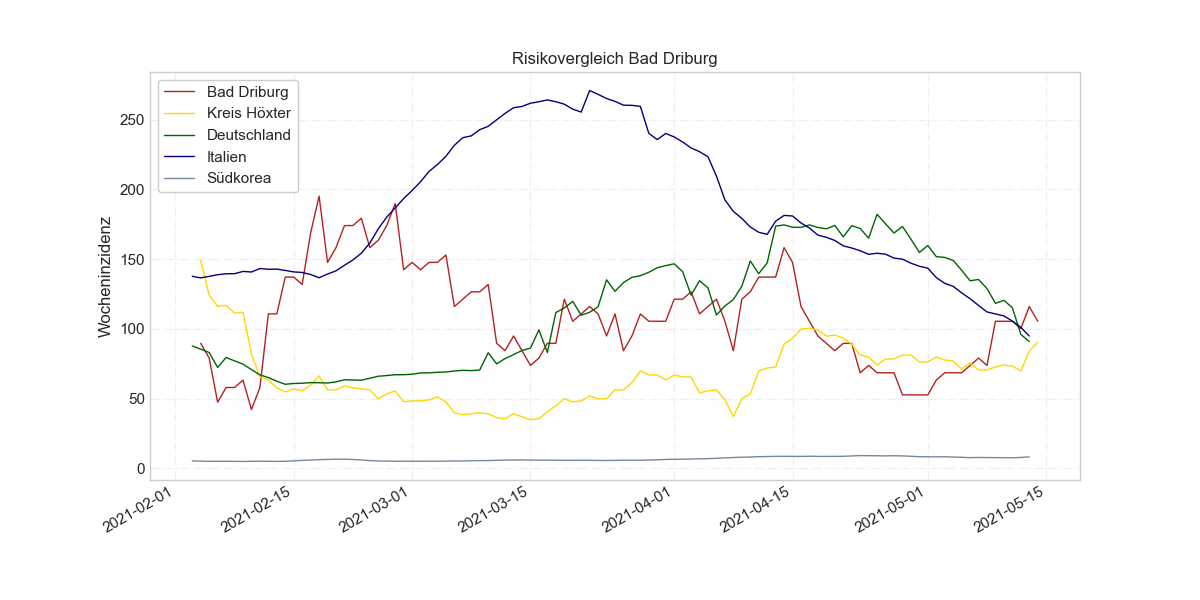 Risikovergleich Bad Driburg
Bad Driburg
Kreis Höxter
Deutschland
Italien
Südkorea
Wocheninzidenz
250
200
150
100
50
0
2021-02-01
2021-02-15
2021-03-01
2021-03-15
2021-04-01
2021-04-15
2021-05-01
2021-05-15